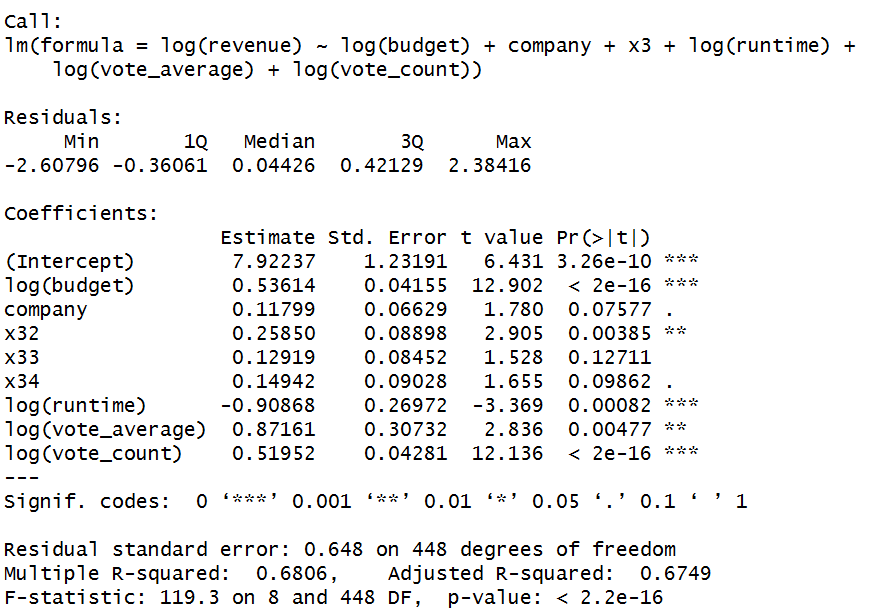 Call:
lm(formula = log(revenue) ~ log(budget) + company + x3 + log(runtime) +
    log(vote_average) + log(vote_count))

Residuals:
     Min       1Q   Median       3Q      Max
-2.60796 -0.36061  0.04426  0.42129  2.38416

Coefficients:
                  Estimate Std. Error t value Pr(>|t|)
(Intercept)        7.92237    1.23191   6.431 3.26e-10 ***
log(budget)        0.53614    0.04155  12.902  < 2e-16 ***
company            0.11799    0.06629   1.780  0.07577 .
x32                0.25850    0.08898   2.905  0.00385 **
x33                0.12919    0.08452   1.528  0.12711
x34                0.14942    0.09028   1.655  0.09862 .
log(runtime)      -0.90868    0.26972  -3.369  0.00082 ***
log(vote_average)  0.87161    0.30732   2.836  0.00477 **
log(vote_count)    0.51952    0.04281  12.136  < 2e-16 ***
---
Signif. codes:  0 ‘***’ 0.001 ‘**’ 0.01 ‘*’ 0.05 ‘.’ 0.1 ‘ ’ 1

Residual standard error: 0.648 on 448 degrees of freedom
Multiple R-squared:  0.6806,    Adjusted R-squared:  0.6749
F-statistic: 119.3 on 8 and 448 DF,  p-value: < 2.2e-16